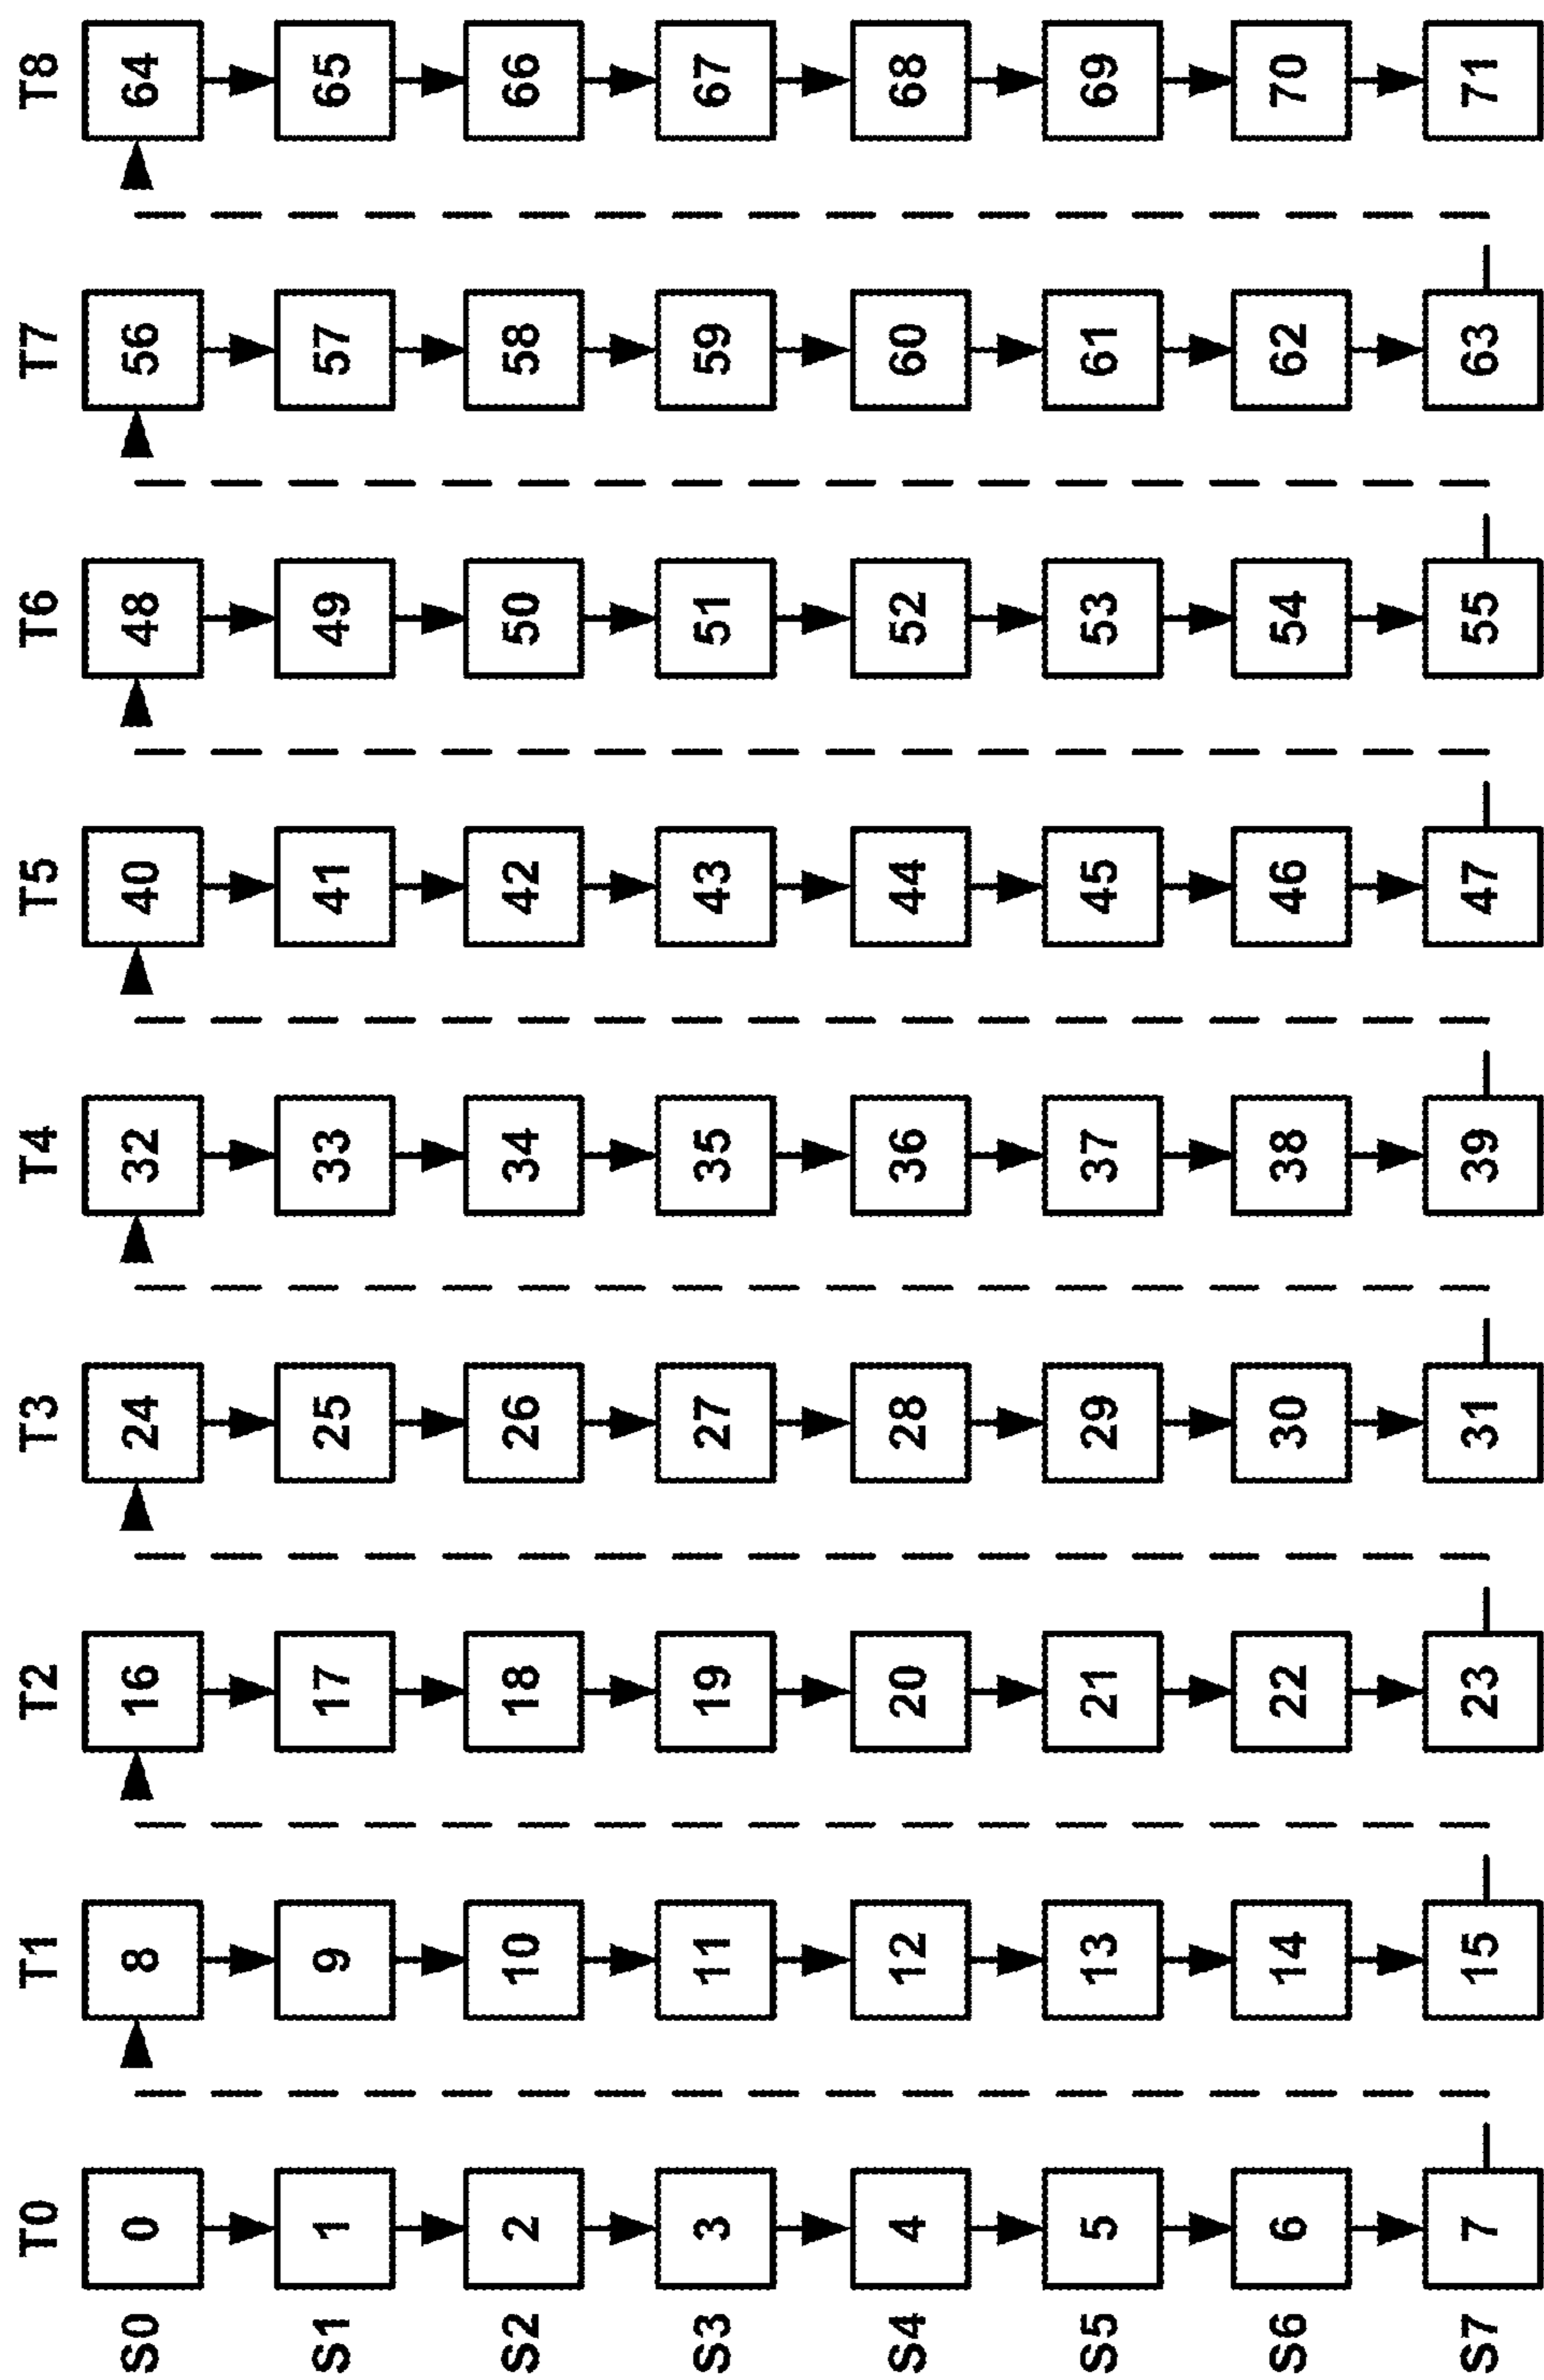 T0 T1 T2 T3 T4 T5 T6 T7 T8
S0 0 8 16 24 32 40 48 56 64
S1 1 9 17 25 33 41 49 57 65
S2 2 10 18 26 34 42 50 58 66
S3 3 11 19 27 35 43 51 59 67
S4 4 12 20 28 36 44 52 60 68
S5 5 13 21 29 37 45 53 61 69
S6 6 14 22 30 38 46 54 62 70
S7 7 15 23 31 39 47 55 63 71